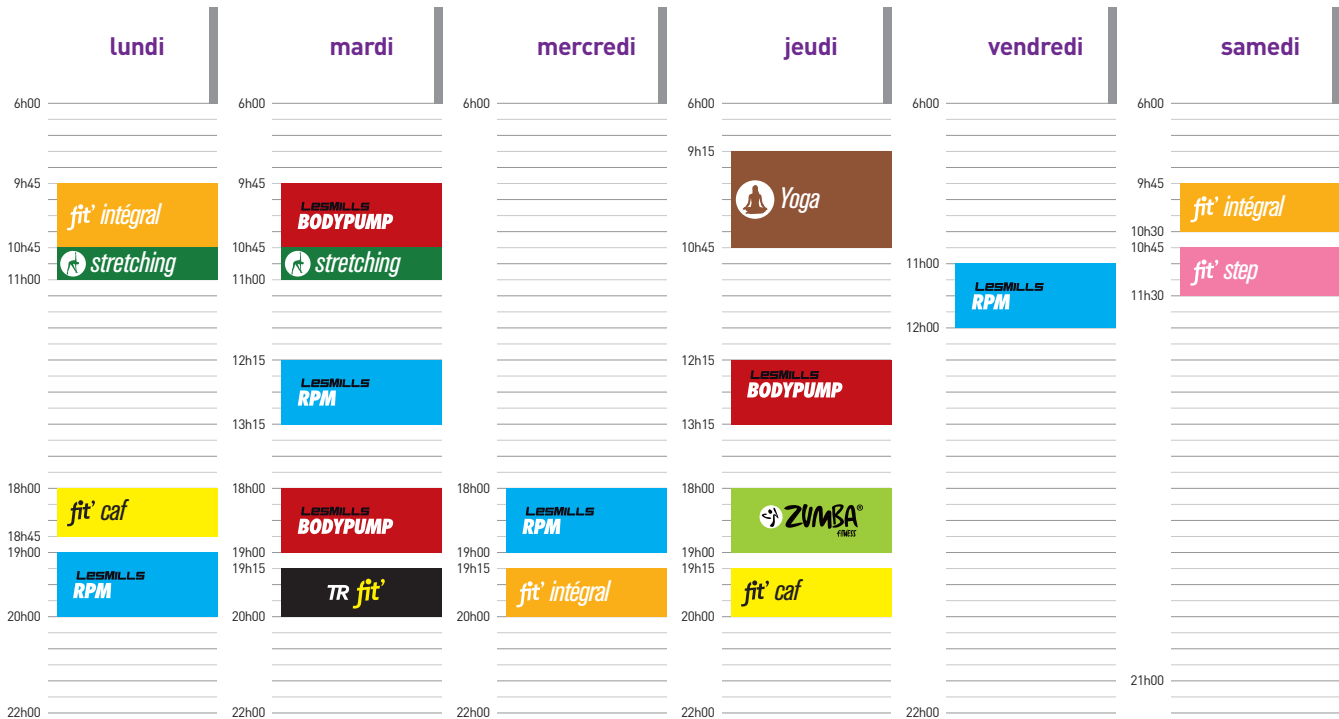 lundi
6h00
9h45
fit' intégral
10h45
stretching
11h00
18h00
fit' caf
18h45
19h00
LESMILLS
RPM
20h00
22h00
mardi
6h00
9h45
LESMILLS
BODYPUMP
10h45
stretching
11h00
12h15
LESMILLS
RPM
13h15
18h00
LESMILLS
BODYPUMP
19h00
19h15
TR fit'
20h00
22h00
mercredi
6h00
18h00
LESMILLS
RPM
19h00
19h15
fit' intégral
20h00
22h00
jeudi
6h00
9h15
Yoga
10h45
12h15
LESMILLS
BODYPUMP
13h15
18h00
ZUMBA®
FITNESS
19h00
19h15
fit' caf
20h00
22h00
vendredi
6h00
11h00
LESMILLS
RPM
12h00
22h00
samedi
6h00
9h45
fit' intégral
10h30
10h45
fit' step
11h30
21h00